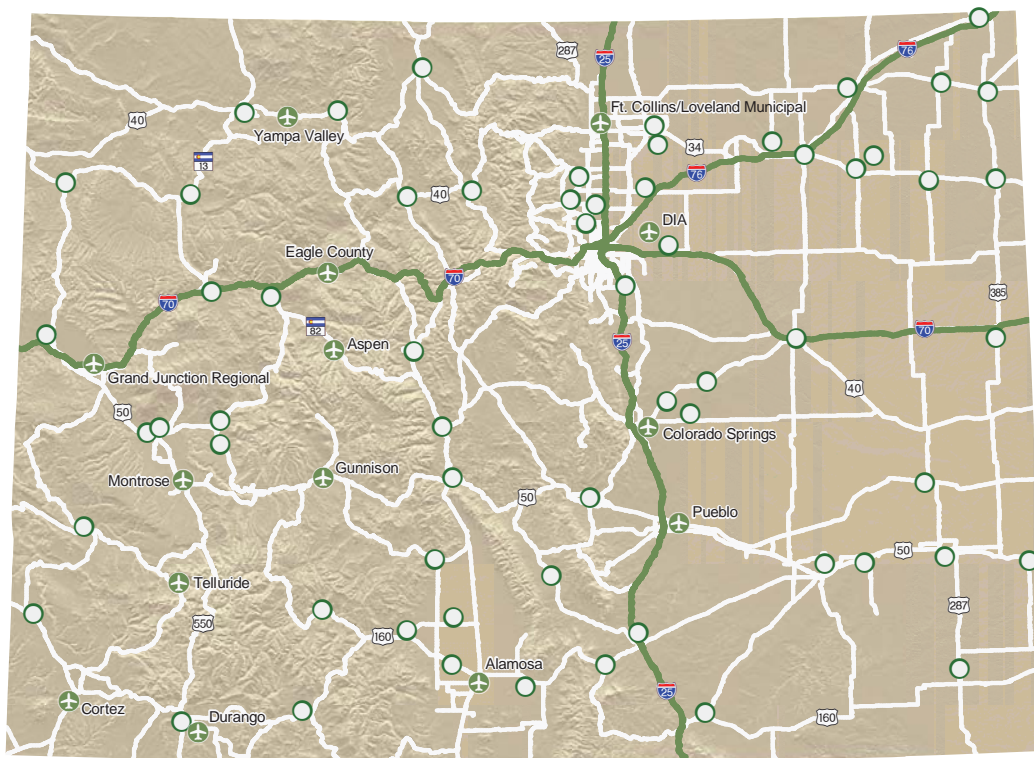 287
25
76
40
Ft. Collins/Loveland Municipal
Yampa Valley
34
13
76
40
DIA
Eagle County
70
385
70
82
70
25
Aspen
Grand Junction Regional
40
50
Colorado Springs
Gunnison
Montrose
50
Pueblo
50
Telluride
287
550
160
Alamosa
25
Cortez
Durango
160